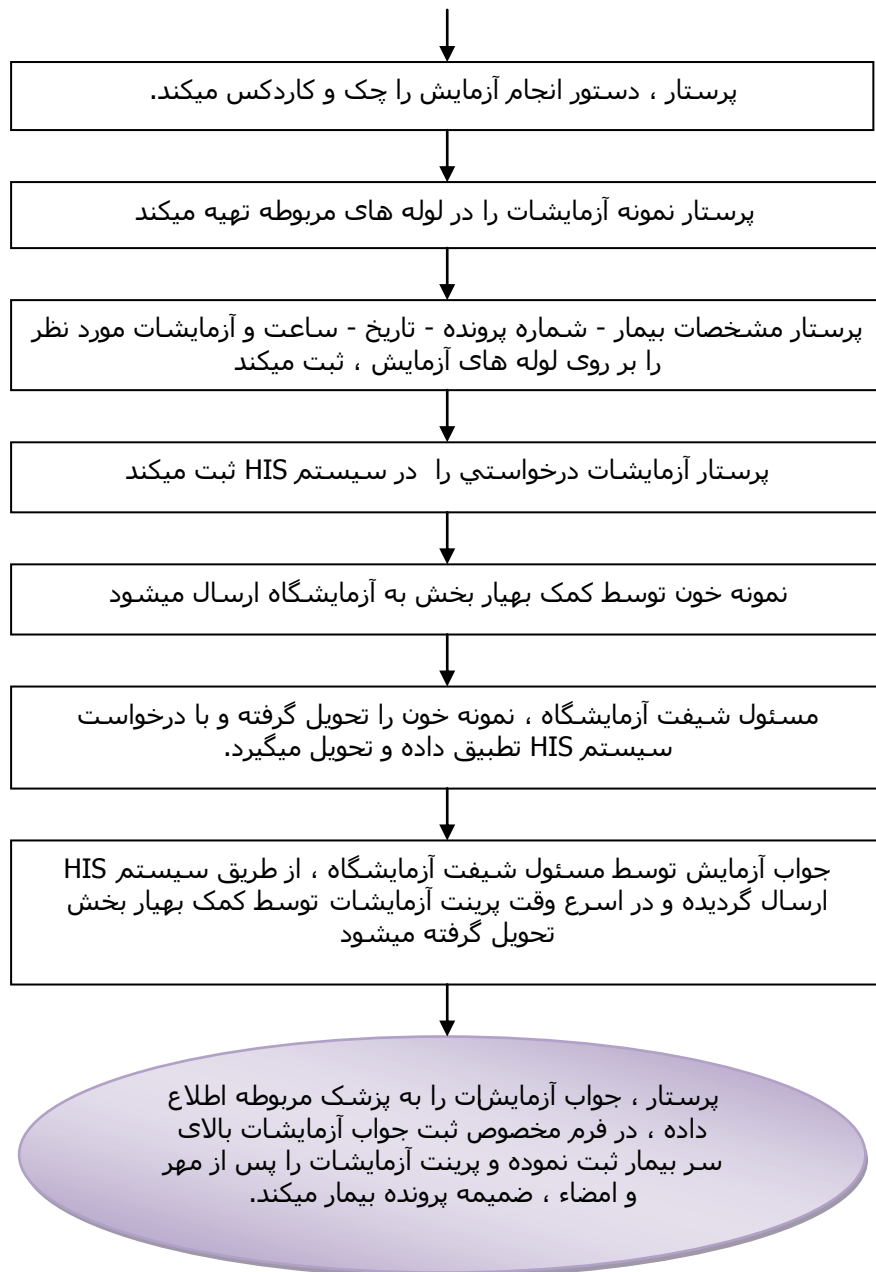 پرستار ، دستور انجام آزمایش را چک و کاردکس میکند.
پرستار نمونه آزمایشات را در لوله های مربوطه تهیه میکند
پرستار مشخصات بیمار - شماره پرونده - تاریخ - ساعت و آزمایشات مورد نظر
را بر روی لوله های آزمایش ، ثبت میکند
پرستار آزمایشات درخواستي را در سیستم HIS ثبت میکند
نمونه خون توسط کمک بهیار بخش به آزمایشگاه ارسال میشود
مسئول شیفت آزمایشگاه ، نمونه خون را تحویل گرفته و با درخواست
سیستم HIS تطبیق داده و تحویل میگیرد.
جواب آزمایش توسط مسئول شیفت آزمایشگاه ، از طریق سیستم HIS
ارسال گردیده و در اسرع وقت پرینت آزمایشات توسط کمک بهیار بخش
تحویل گرفته میشود
پرستار ، جواب آزمایشات را به پزشک مربوطه اطلاع
داده ، در فرم مخصوص ثبت جواب آزمایشات بالای
سر بیمار ثبت نموده و پرینت آزمایشات را پس از مهر
و امضاء ، ضمیمه پرونده بیمار میکند.